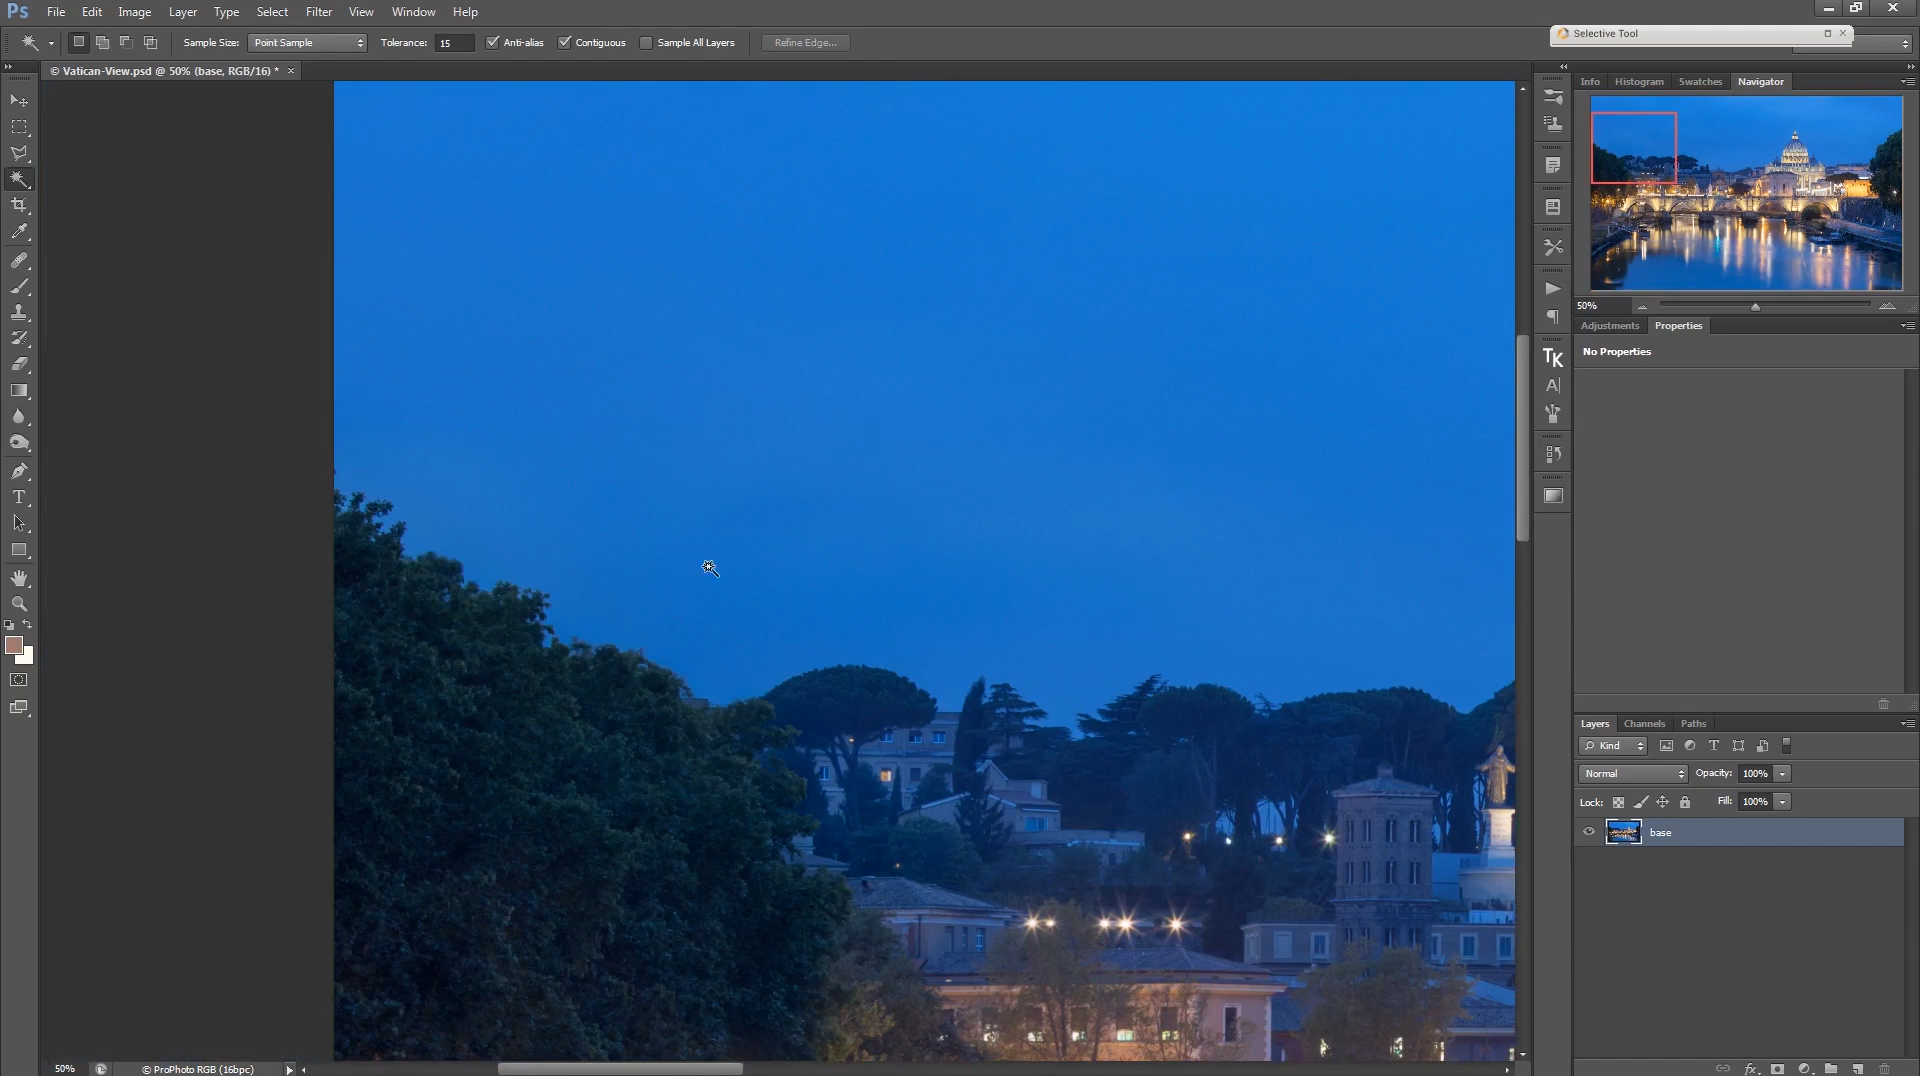 Ps File Edit Image Layer Type Select Filter View Window Help
Sample Size: Point Sample Tolerance: 15 Anti-alias Contiguous Sample All Layers Refine Edge...
Selective Tool
© Vatican-View.psd @ 50% (base, RGB/16) * ×
Info Histogram Swatches Navigator
50%
Adjustments Properties
No Properties
TK
A|
T
Layers Channels Paths
Kind T
Normal Opacity: 100%
Lock: Fill: 100%
base
fx
50% © ProPhoto RGB (16bpc)